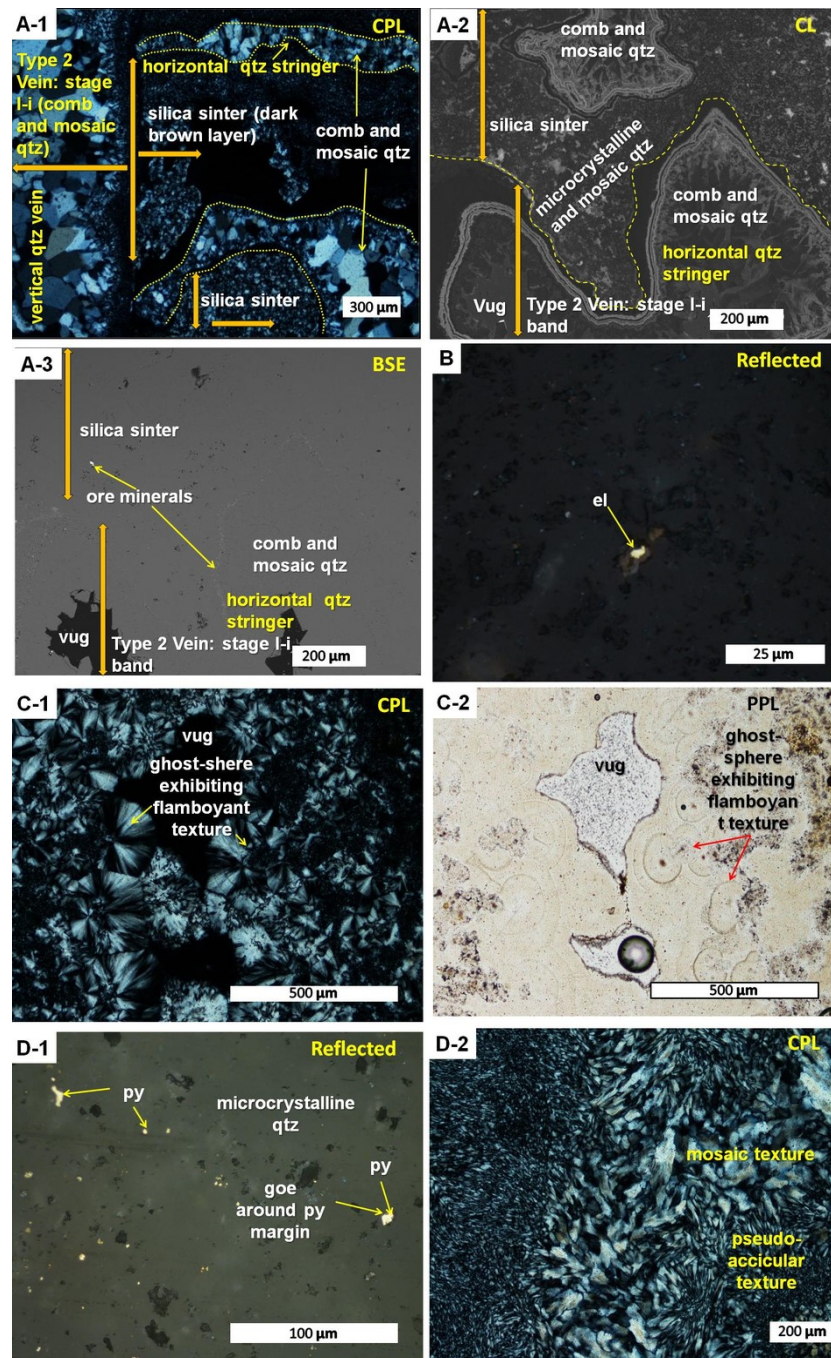 A-1
CPL
Type 2
Vein: stage
I-i (comb
and mosaic
qtz)
vertical qtz vein
horizontal qtz
stringer
silica sinter (dark
brown layer)
comb and
mosaic qtz
silica sinter
300 µm
A-2
CL
comb and
mosaic qtz
silica sinter
microcrystalline
and mosaic qtz
comb and
mosaic qtz
horizontal qtz
stringer
Vug
Type 2 Vein: stage I-i
band
200 µm
A-3
BSE
silica sinter
ore minerals
comb and
mosaic qtz
horizontal qtz
stringer
vug
Type 2 Vein: stage I-i
band
200 µm
B
Reflected
el
25 µm
C-1
CPL
vug
ghost-shere
exhibiting
flamboyant
texture
500 µm
C-2
PPL
vug
ghost-
sphere
exhibiting
flamboyan
t texture
500 µm
D-1
Reflected
py
microcrystalline
qtz
py
goe
around py
margin
100 µm
D-2
CPL
mosaic texture
pseudo-
accicular
texture
200 µm